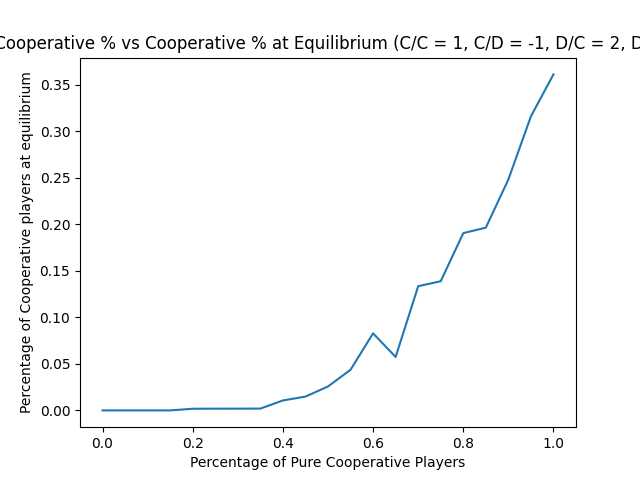 Cooperative % vs Cooperative % at Equilibrium (C/C = 1, C/D = -1, D/C = 2, D
Percentage of Cooperative players at equilibrium
0.35
0.30
0.25
0.20
0.15
0.10
0.05
0.00
0.0 0.2 0.4 0.6 0.8 1.0
Percentage of Pure Cooperative Players